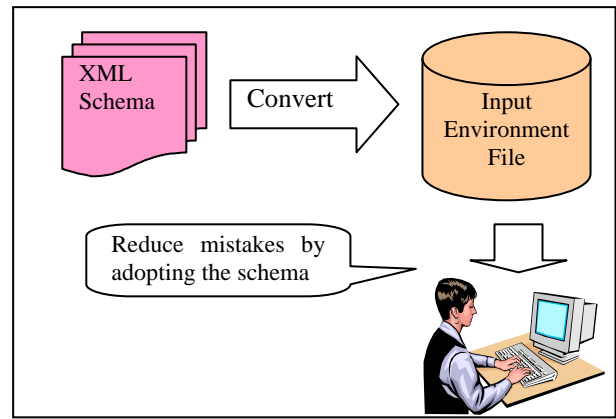 XML
Schema
Convert
Input
Environment
File
Reduce mistakes by
adopting the schema